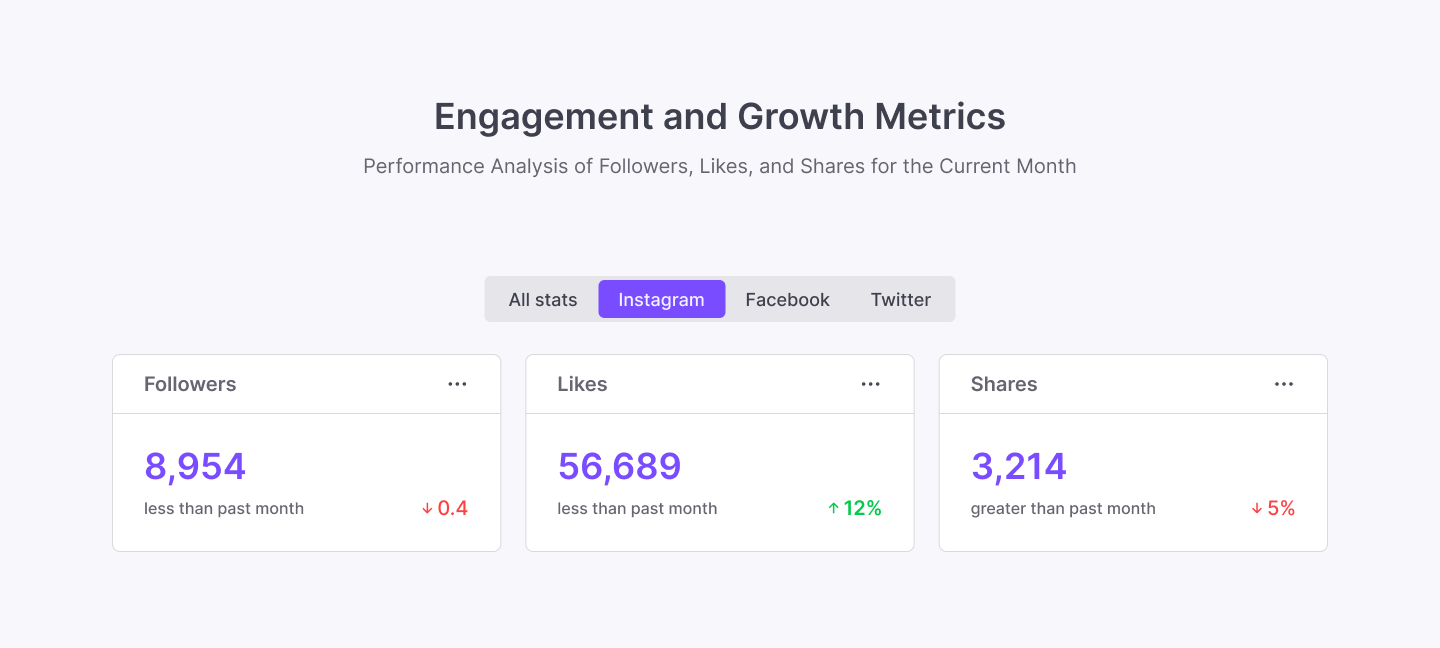 Engagement and Growth Metrics
Performance Analysis of Followers, Likes, and Shares for the Current Month
All stats Instagram Facebook Twitter
Followers ···
8,954
less than past month ↓ 0.4
Likes ···
56,689
less than past month ↑ 12%
Shares ···
3,214
greater than past month ↓ 5%